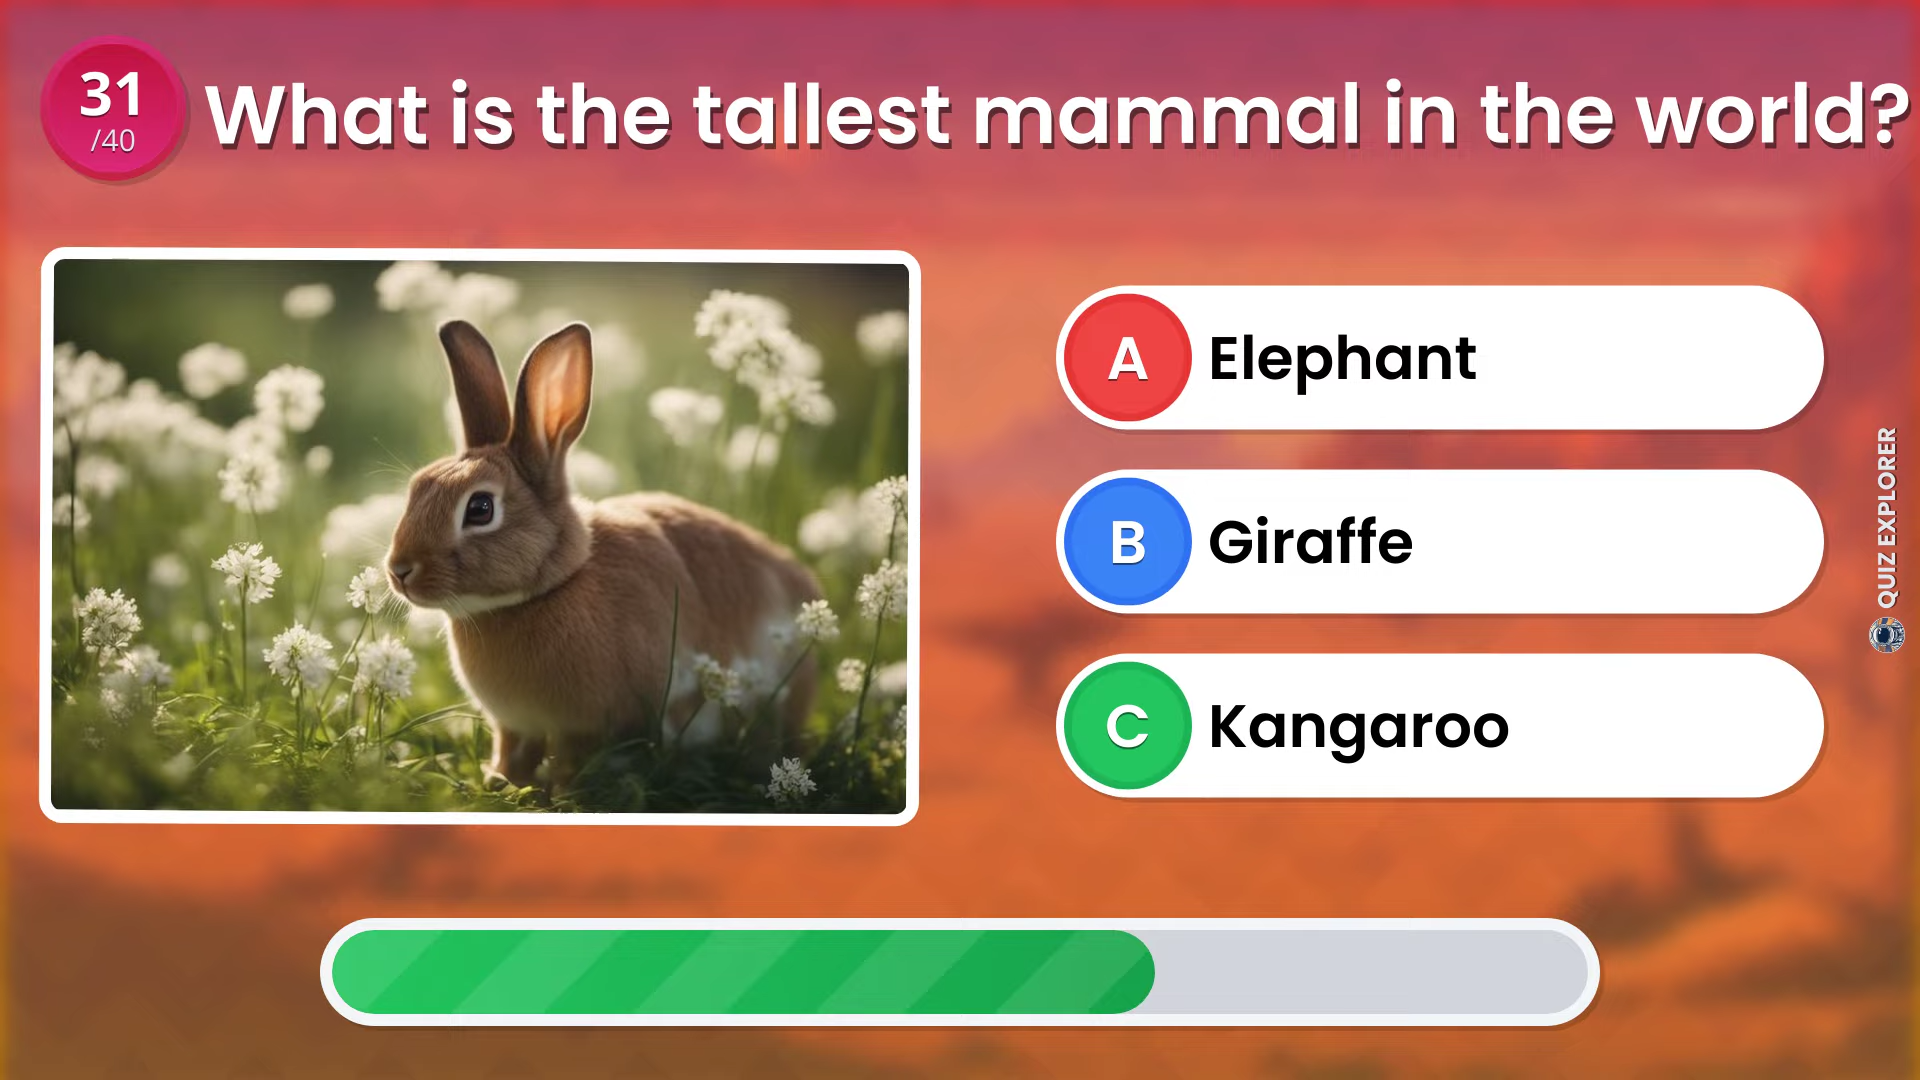 31
/40
What is the tallest mammal in the world?
A Elephant
B Giraffe
C Kangaroo
QUIZ EXPLORER